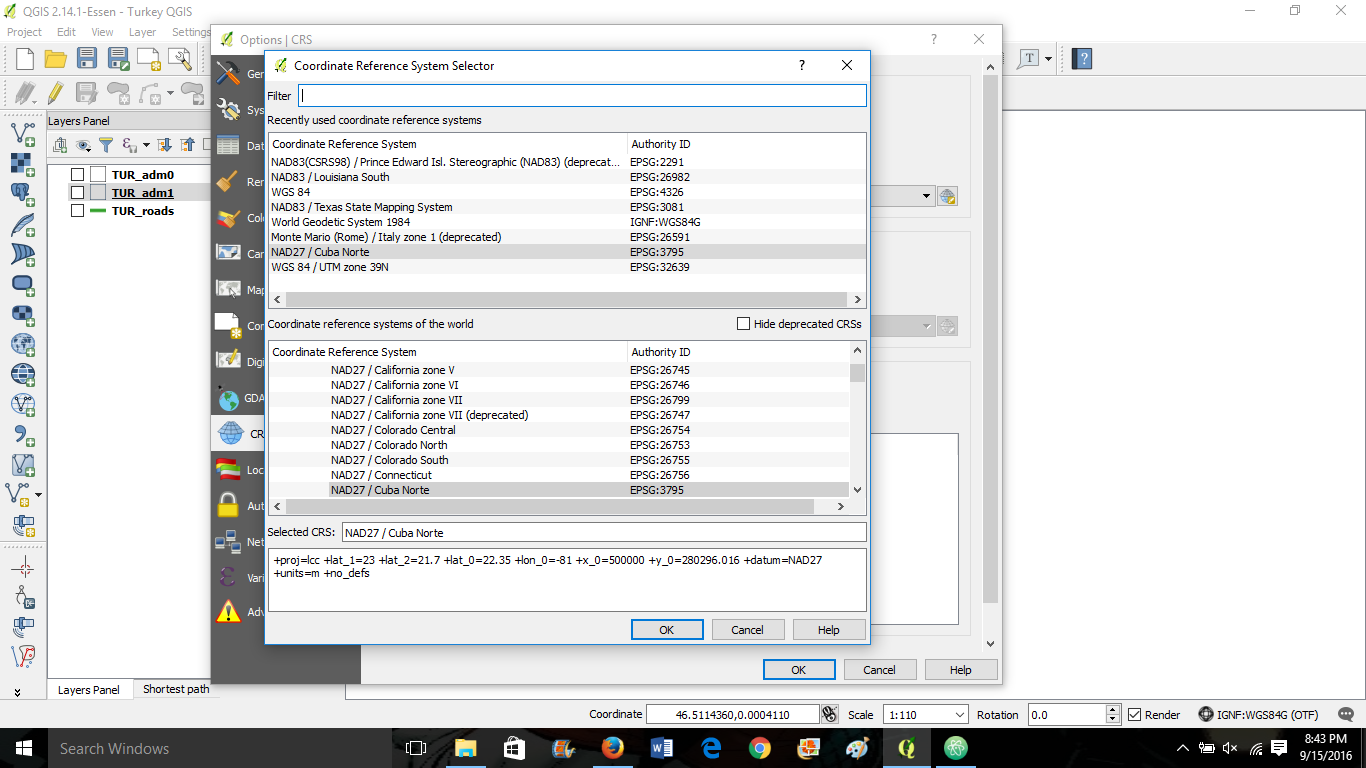 QGIS 2.14.1-Essen - Turkey QGIS
Project Edit View Layer Settings
Options | CRS
?
Coordinate Reference System Selector
?
Filter
Recently used coordinate reference systems
Coordinate Reference System Authority ID
NAD83(CSRS98) / Prince Edward Isl. Stereographic (NAD83) (deprecat... EPSG:2291
NAD83 / Louisiana South EPSG:26982
WGS 84 EPSG:4326
NAD83 / Texas State Mapping System EPSG:3081
World Geodetic System 1984 IGNF:WGS84G
Monte Mario (Rome) / Italy zone 1 (deprecated) EPSG:26591
NAD27 / Cuba Norte EPSG:3795
WGS 84 / UTM zone 39N EPSG:32639
Coordinate reference systems of the world Hide deprecated CRSs
Coordinate Reference System Authority ID
NAD27 / California zone V EPSG:26745
NAD27 / California zone VI EPSG:26746
NAD27 / California zone VII EPSG:26799
NAD27 / California zone VII (deprecated) EPSG:26747
NAD27 / Colorado Central EPSG:26754
NAD27 / Colorado North EPSG:26753
NAD27 / Colorado South EPSG:26755
NAD27 / Connecticut EPSG:26756
NAD27 / Cuba Norte EPSG:3795
Selected CRS: NAD27 / Cuba Norte
+proj=lcc +lat_1=23 +lat_2=21.7 +lat_0=22.35 +lon_0=-81 +x_0=500000 +y_0=280296.016 +datum=NAD27
+units=m +no_defs
OK Cancel Help
Gen
Sys
Dat
Ren
Colo
Can
Map
Com
Digi
GDA
CR
Loc
Aut
Net
Vari
Adv
OK Cancel Help
Layers Panel
TUR_adm0
TUR_adm1
TUR_roads
Layers Panel Shortest path
Coordinate 46.5114360,0.0004110 Scale 1:110 Rotation 0.0 Render IGNF:WGS84G (OTF)
Search Windows
8:43 PM
9/15/2016